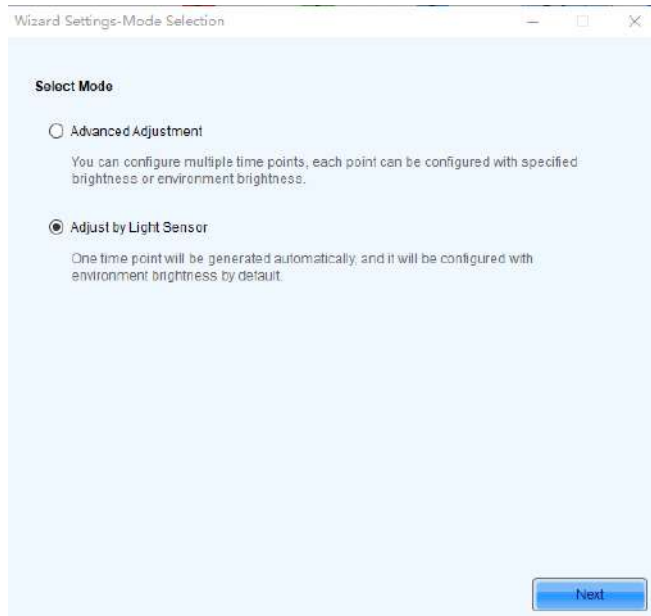 Wizard Settings-Mode Selection
Select Mode
Advanced Adjustment
You can configure multiple time points, each point can be configured with specified
brightness or environment brightness.
Adjust by Light Sensor
One time point will be generated automatically, and it will be configured with
environment brightness by default.
Next